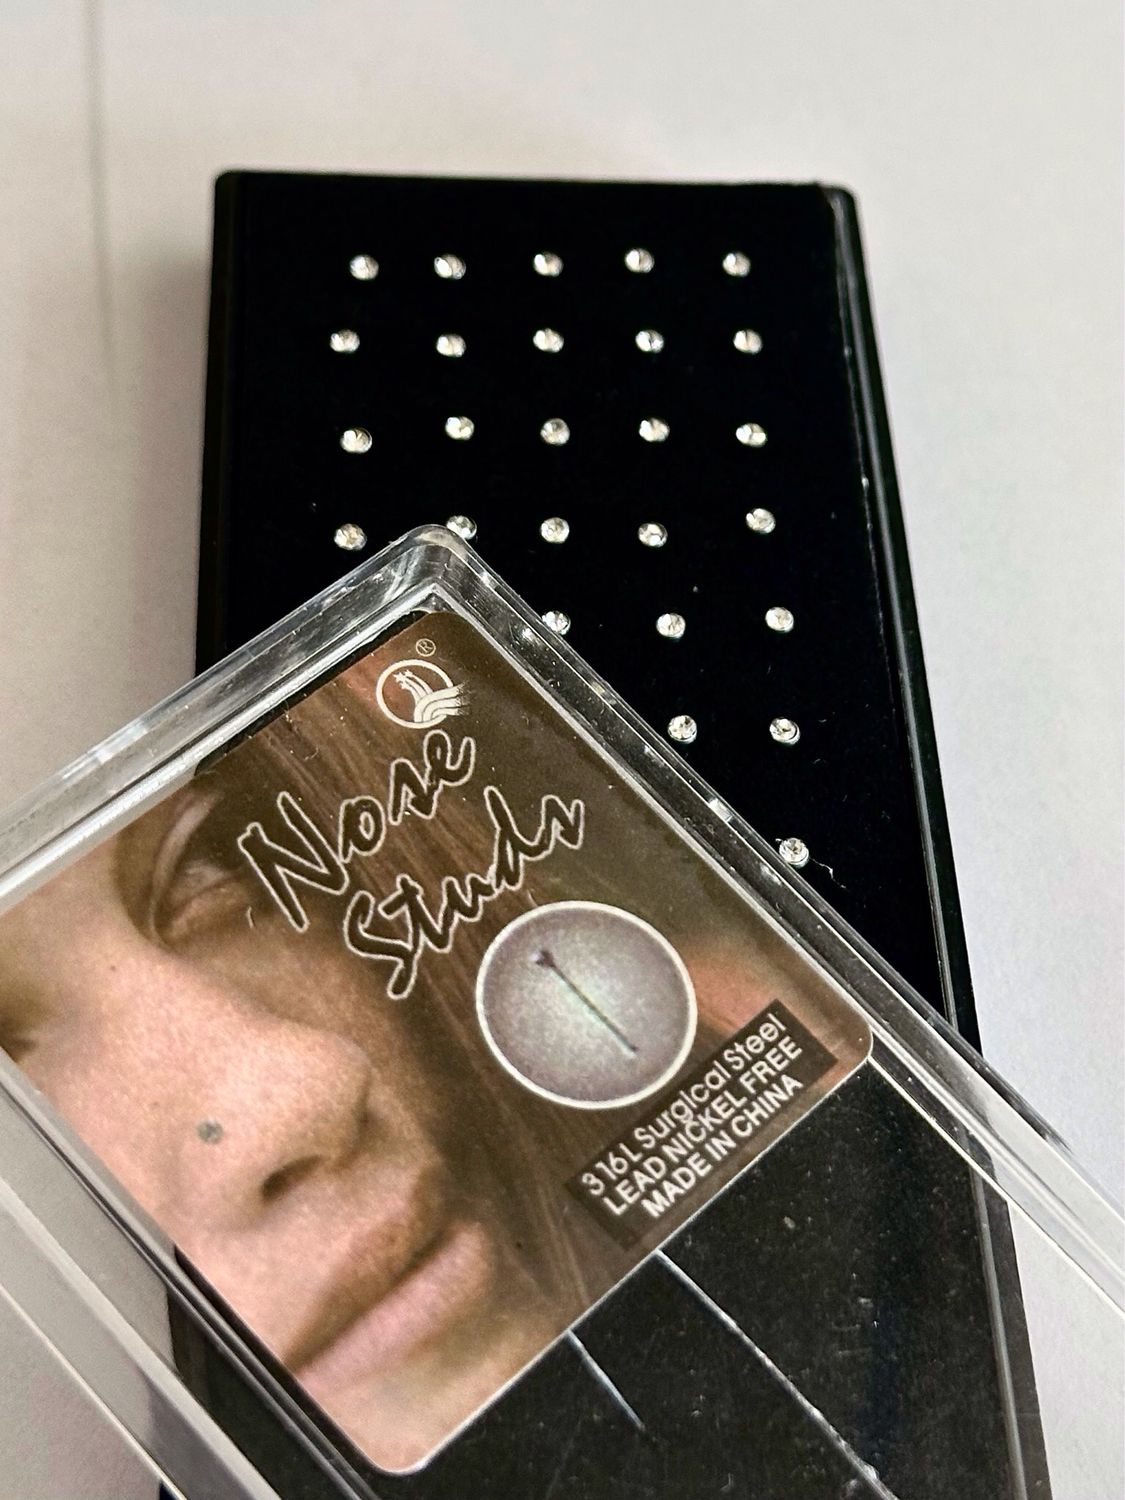 ®
Nose
Studs
316L Surgical Steel
LEAD NICKEL FREE
MADE IN CHINA